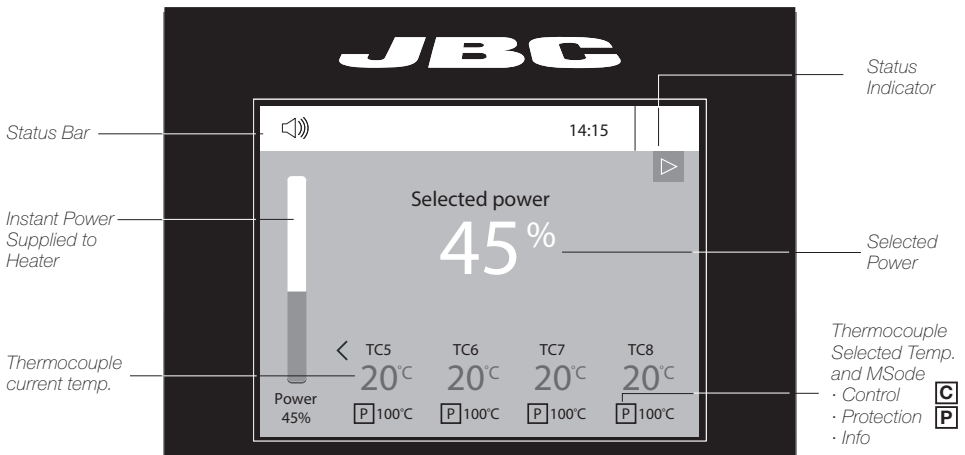 JBC
Status
Indicator
Status Bar
14:15
Instant Power
Supplied to
Heater
Selected power
45%
Selected
Power
Thermocouple
current temp.
TC5 TC6 TC7 TC8
20°C 20°C 20°C 20°C
P 100°C P 100°C P 100°C P 100°C
Power
45%
Thermocouple
Selected Temp.
and MSode
· Control C
· Protection P
· Info